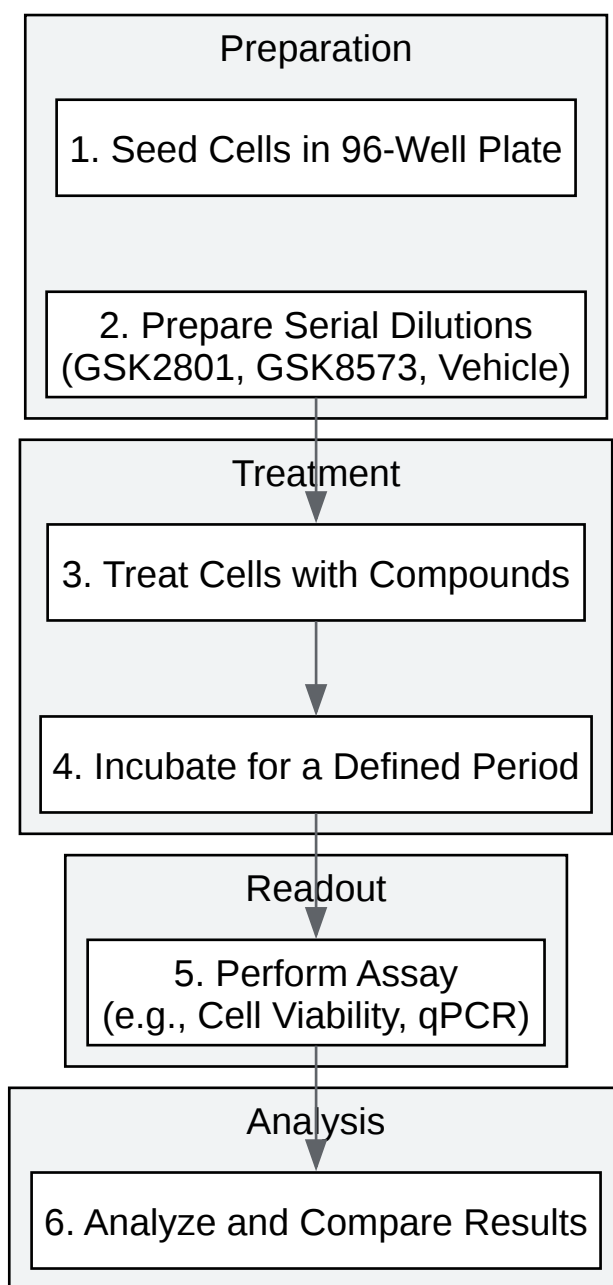 Preparation
1. Seed Cells in 96-Well Plate
2. Prepare Serial Dilutions
(GSK2801, GSK8573, Vehicle)
Treatment
3. Treat Cells with Compounds
4. Incubate for a Defined Period
Readout
5. Perform Assay
(e.g., Cell Viability, qPCR)
Analysis
6. Analyze and Compare Results